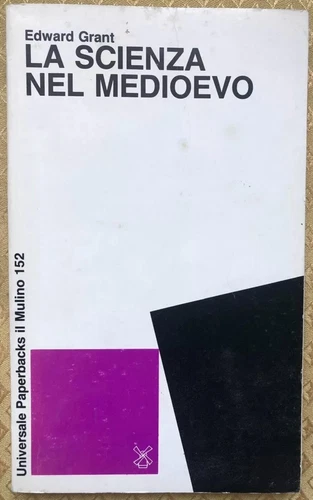 Edward Grant
LA SCIENZA
NEL MEDIOEVO
Universale Paperbacks il Mulino 152